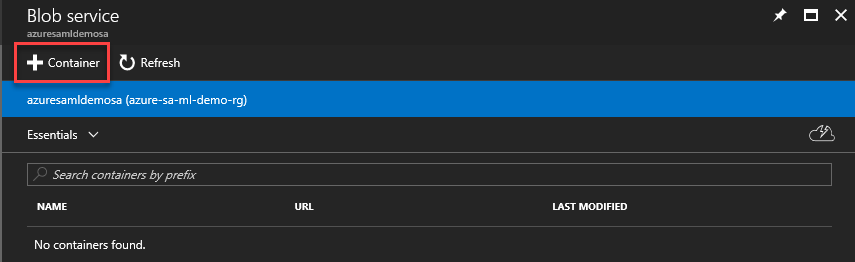 Blob service
azuresamldemosa
Container Refresh
azuresamldemosa (azure-sa-ml-demo-rg)
Essentials
Search containers by prefix
NAME URL LAST MODIFIED
No containers found.